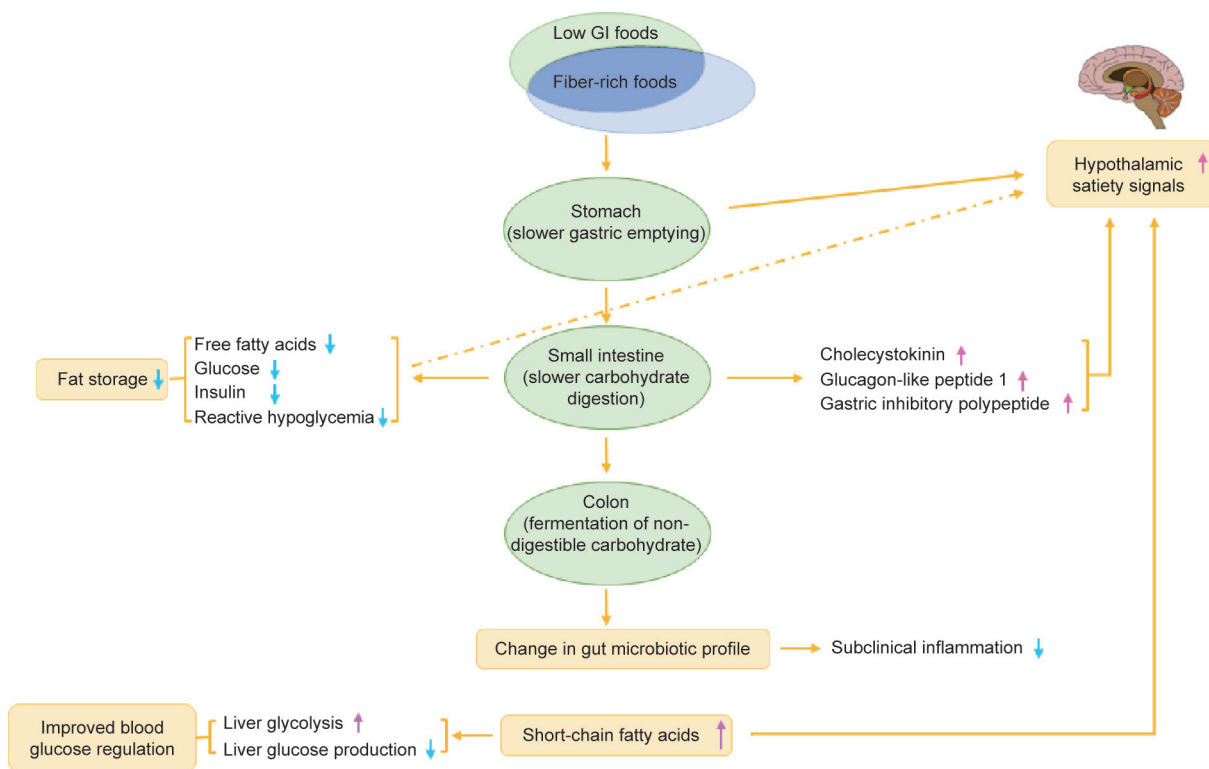 Low GI foods
Fiber-rich foods
Hypothalamic
satiety signals
Stomach
(slower gastric emptying)
Fat storage
Free fatty acids
Glucose
Insulin
Reactive hypoglycemia
Small intestine
(slower carbohydrate
digestion)
Cholecystokinin
Glucagon-like peptide 1
Gastric inhibitory polypeptide
Colon
(fermentation of non-
digestible carbohydrate)
Change in gut microbiotic profile
Subclinical inflammation
Improved blood
glucose regulation
Liver glycolysis
Liver glucose production
Short-chain fatty acids